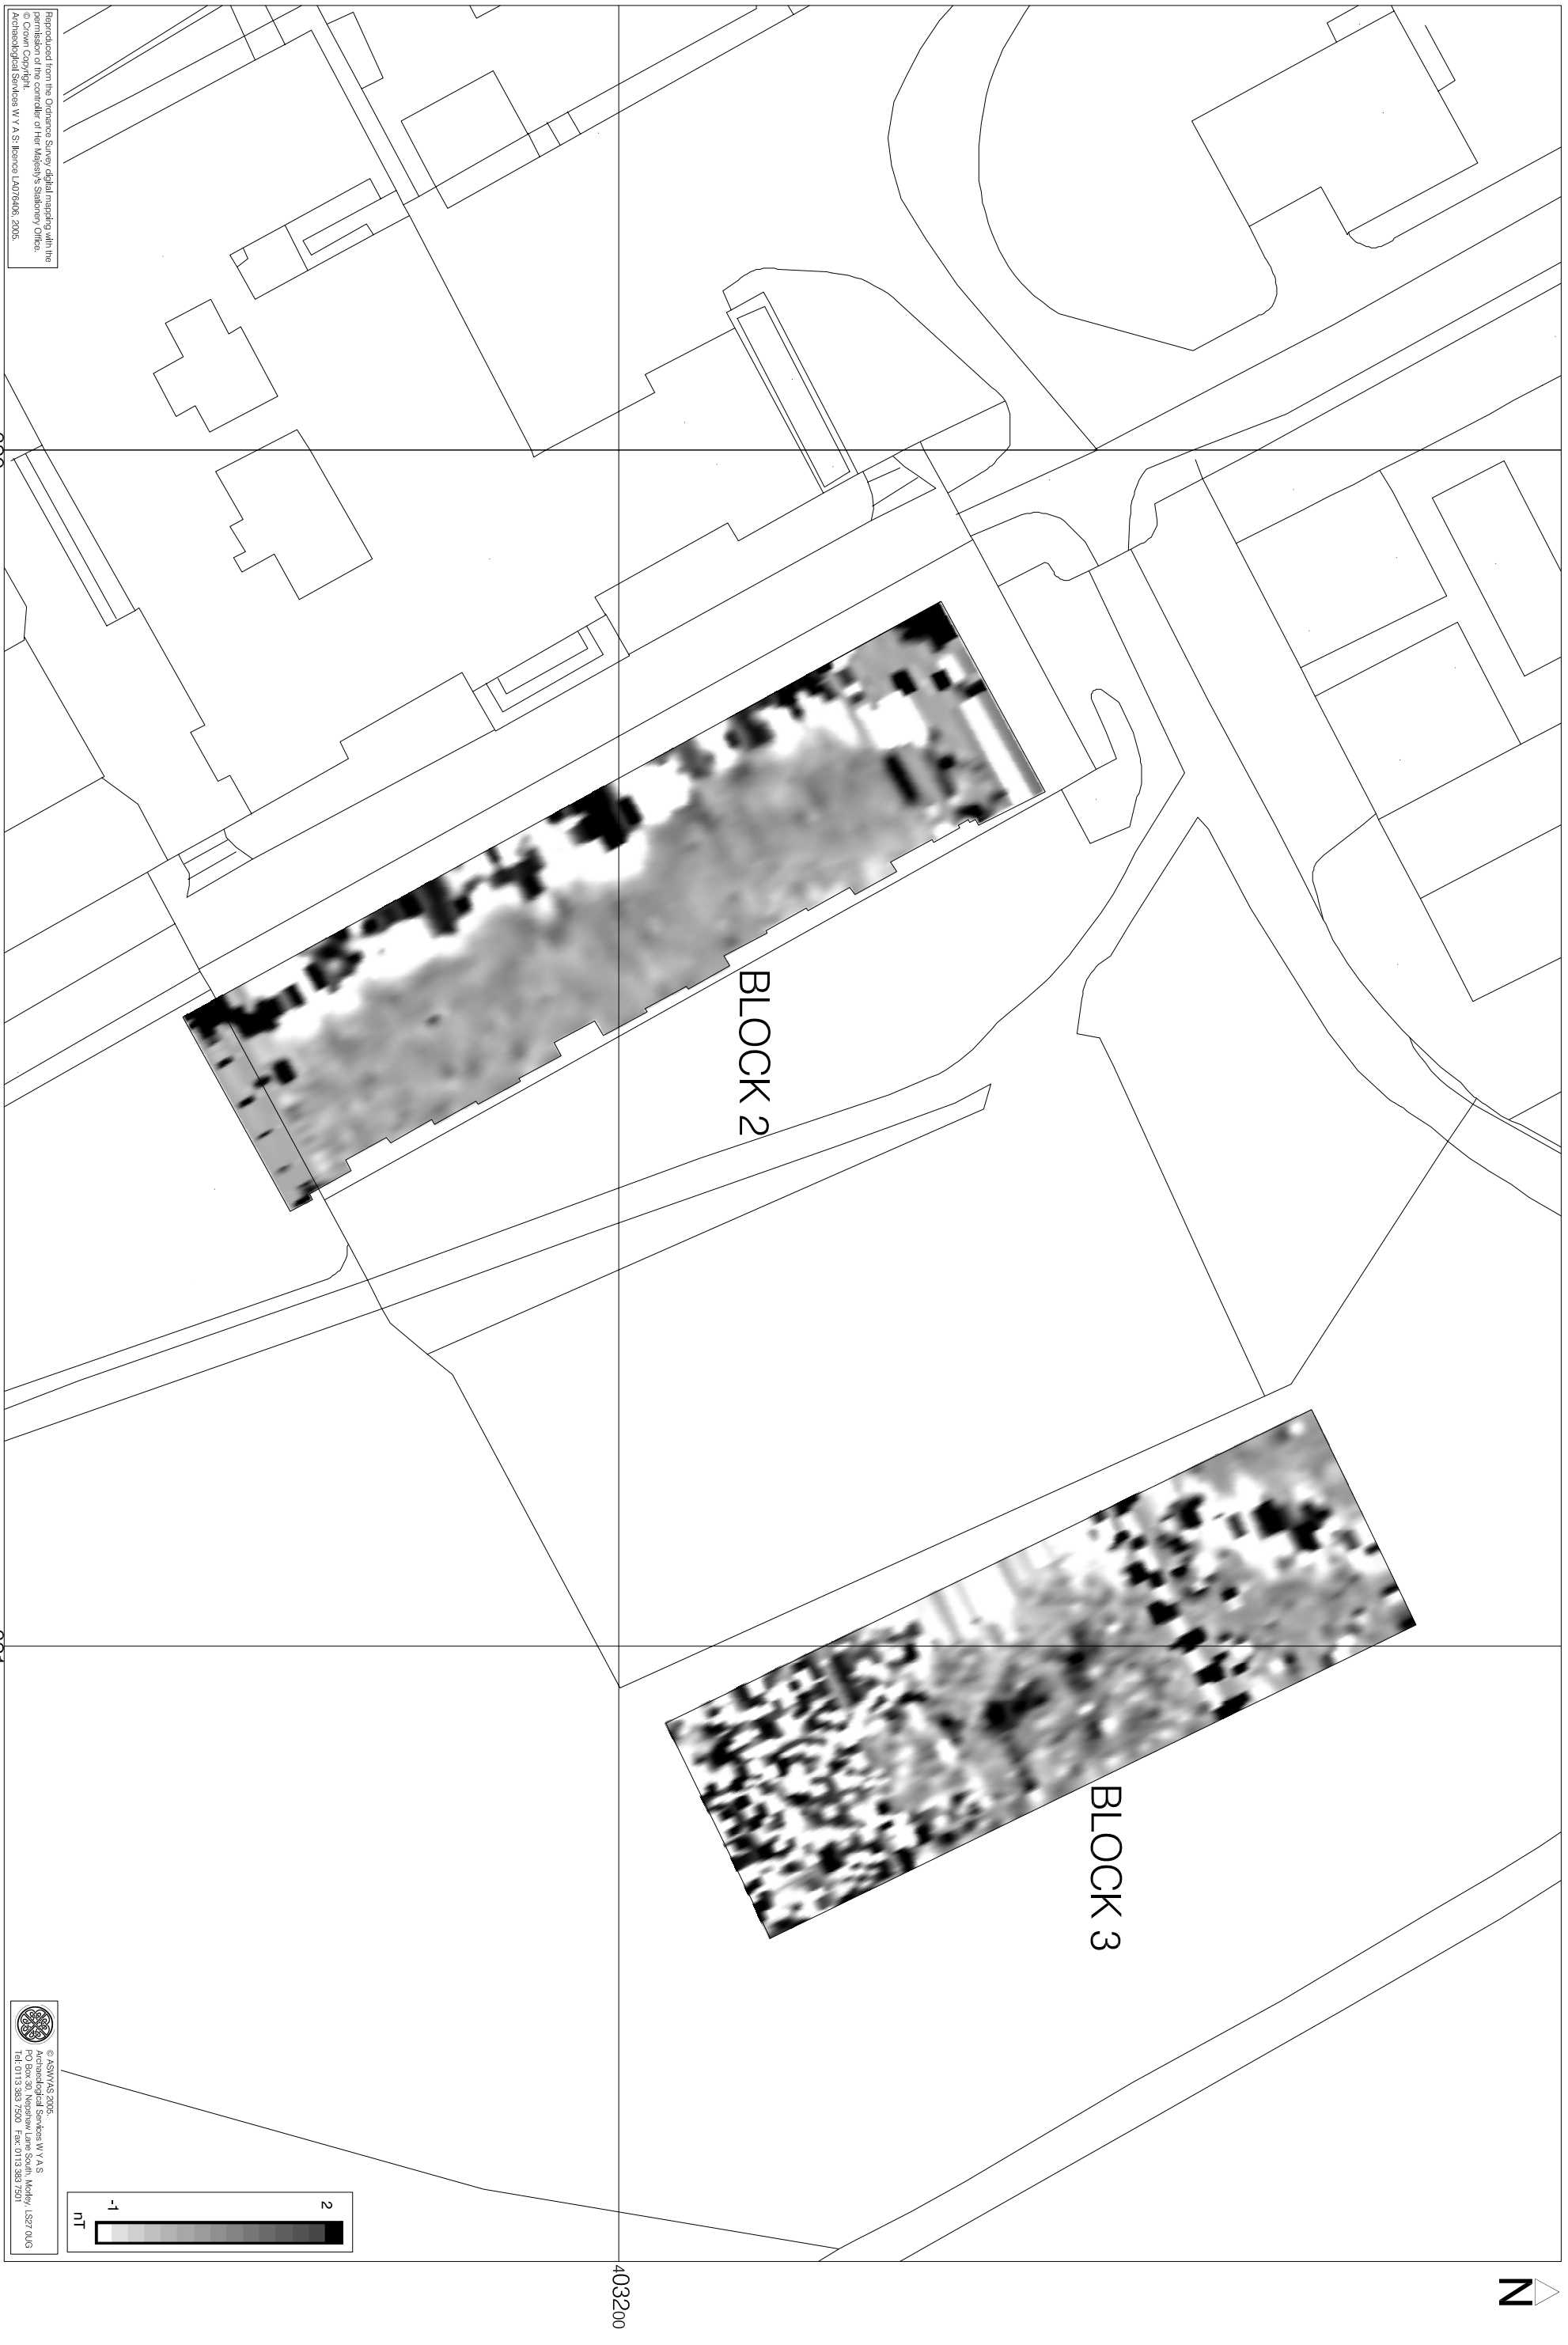 Reproduced from the Ordnance Survey digital mapping with the
permission of the controller of Her Majesty's Stationery Office.
© Crown Copyright.
Archaeological Services W Y A S: licence LA076406, 2005.
BLOCK 2
BLOCK 3
403200
N
-1
2
nT
© ASWYAS 2005.
Archaeological Services W Y A S
PO Box 30, Nepshaw Lane South, Morley, LS27 0UG
Tel: 0113 383 7500 Fax: 0113 383 7501